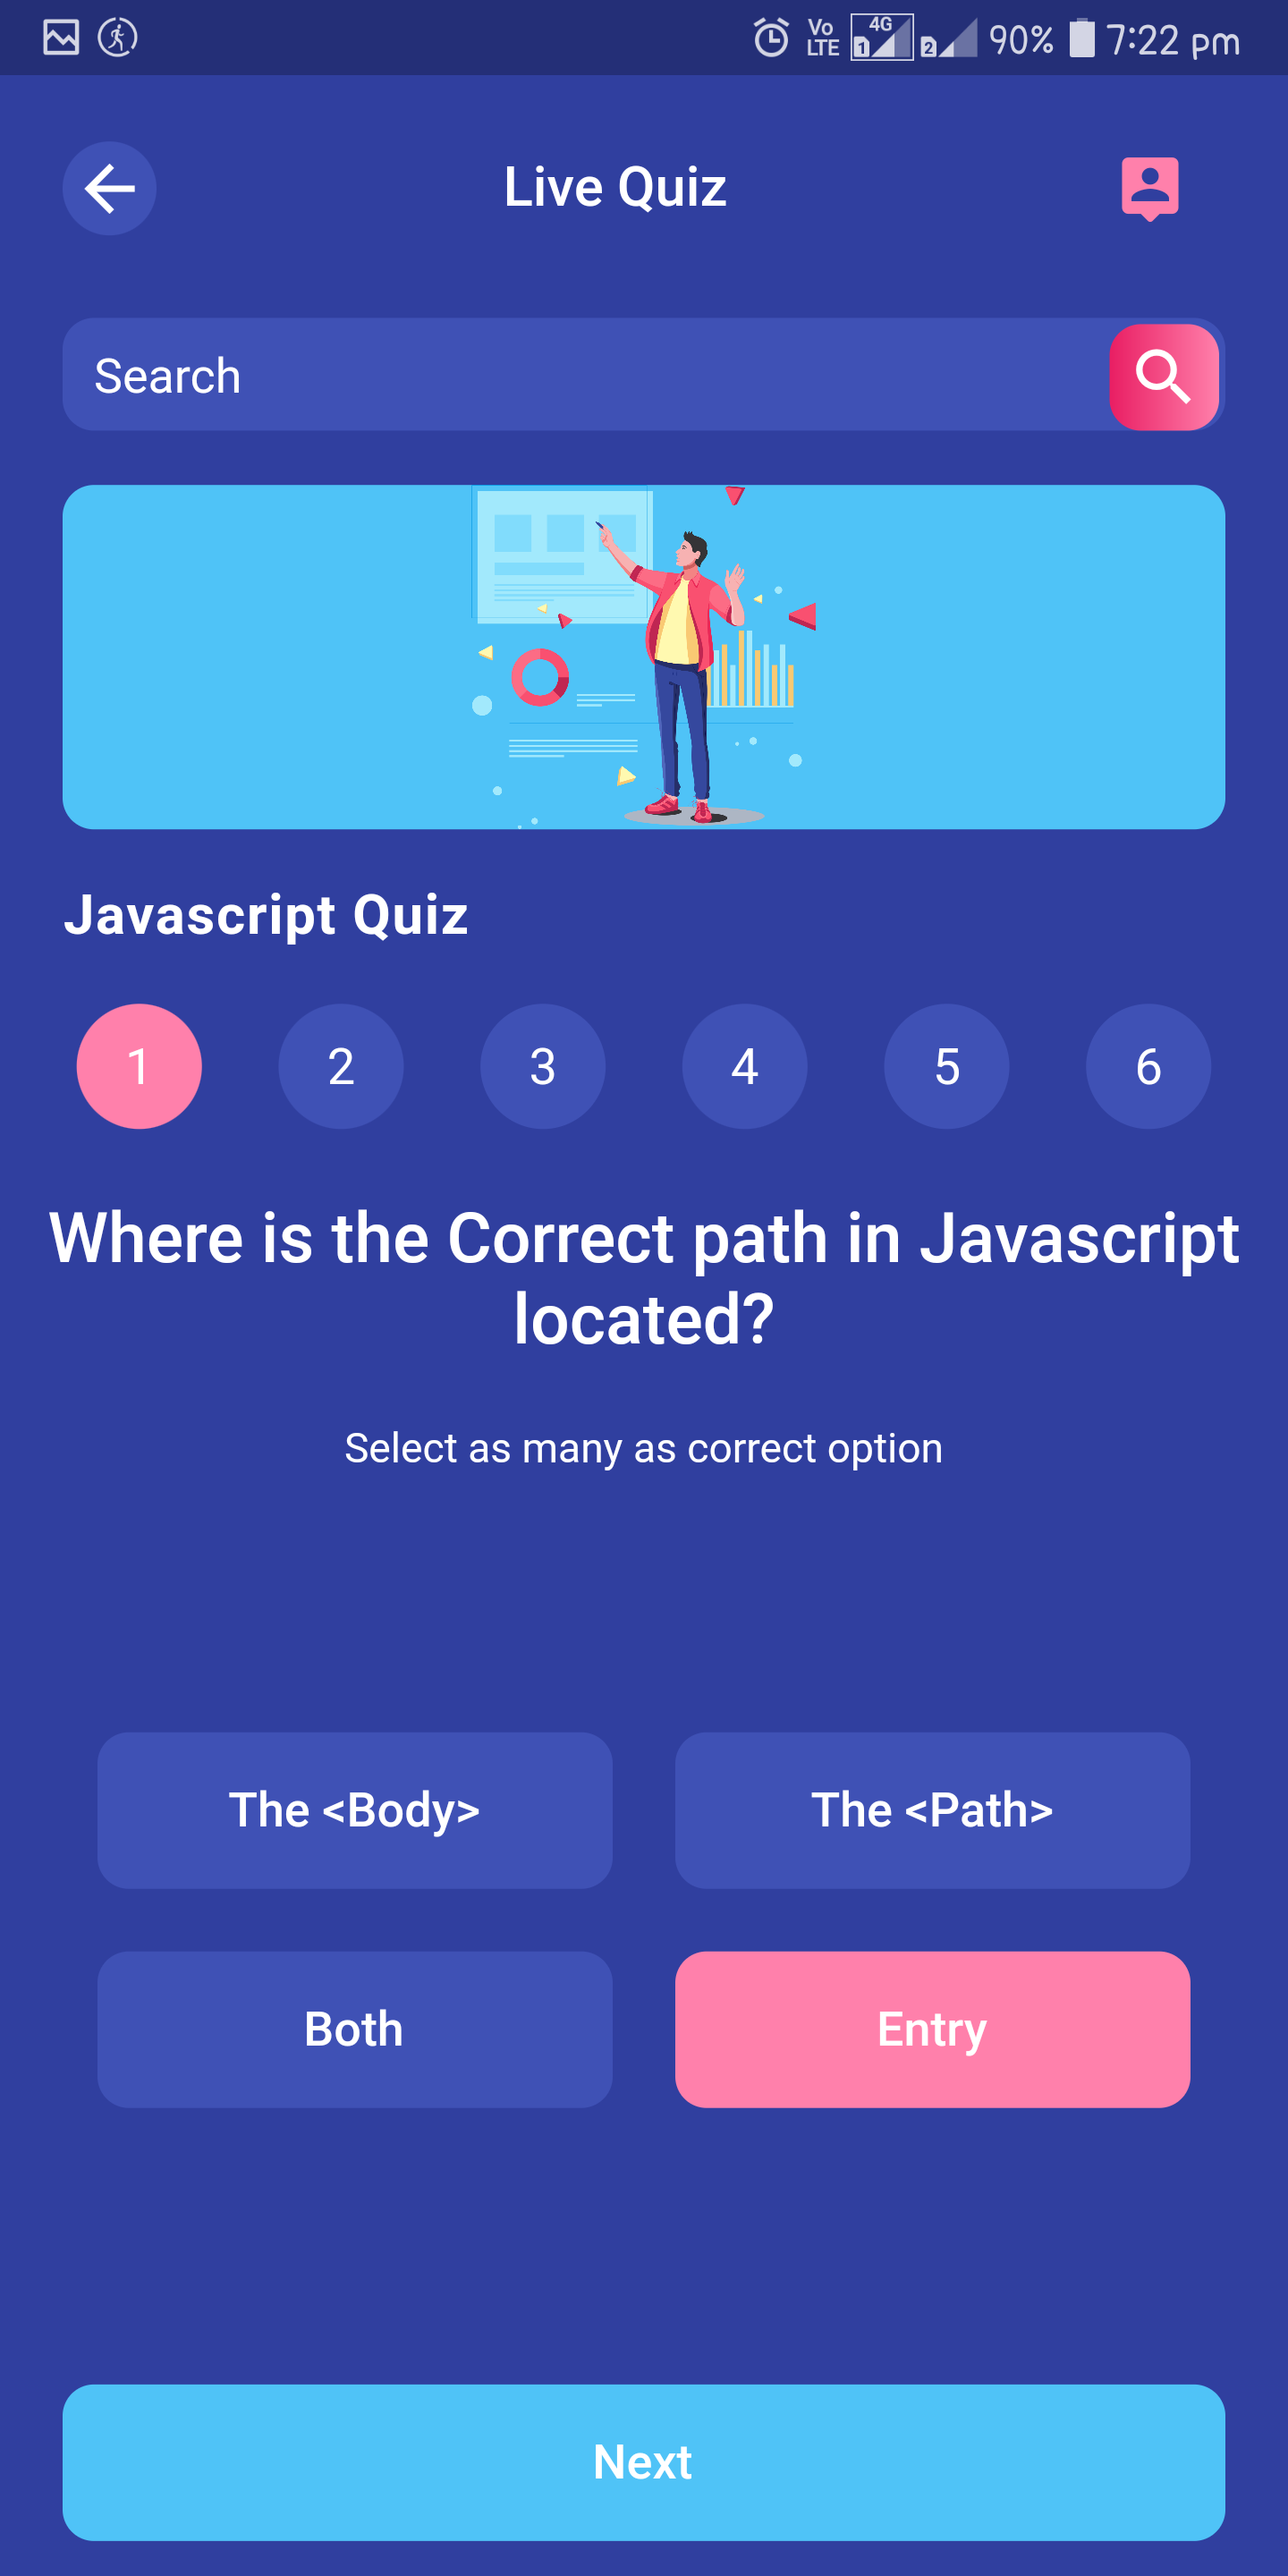 Vo LTE 4G 1 2 90% 7:22 pm
Live Quiz
Search
Javascript Quiz
1 2 3 4 5 6
Where is the Correct path in Javascript
located?
Select as many as correct option
The <Body> The <Path>
Both Entry
Next